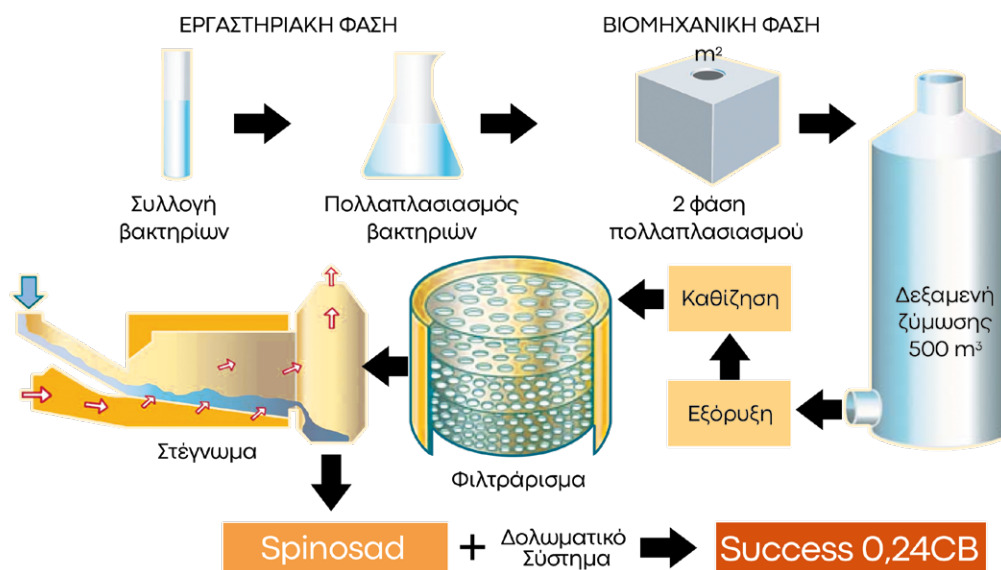 ΕΡΓΑΣΤΗΡΙΑΚΗ ΦΑΣΗ
ΒΙΟΜΗΧΑΝΙΚΗ ΦΑΣΗ
m²
Συλλογή
βακτηρίων
Πολλαπλασιασμός
βακτηριών
2 φάση
πολλαπλασιασμού
Δεξαμενή
ζύμωσης
500 m³
Καθίζηση
Εξόρυξη
Στέγνωμα
Φιλτράρισμα
Spinosad
+
Δολωματικό
Σύστημα
Success 0,24CB